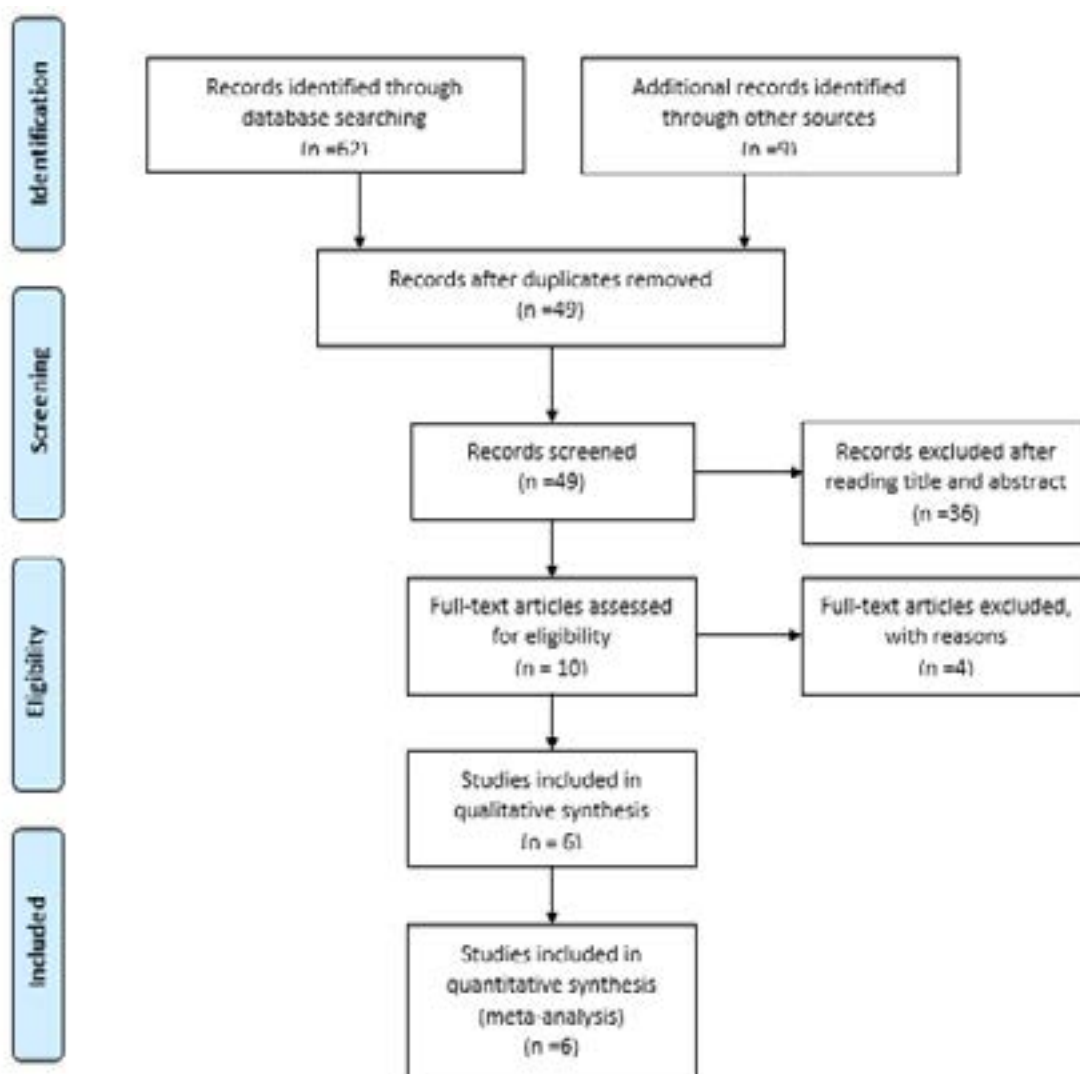 Identification
Records identified through
database searching
(n =62)
Additional records identified
through other sources
(n =9)
Records after duplicates removed
(n =49)
Screening
Records screened
(n =49)
Records excluded after
reading title and abstract
(n =36)
Eligibility
Full-text articles assessed
for eligibility
(n = 10)
Full-text articles excluded,
with reasons
(n =4)
Studies included in
qualitative synthesis
(n = 6)
Included
Studies included in
quantitative synthesis
(meta-analysis)
(n =6)